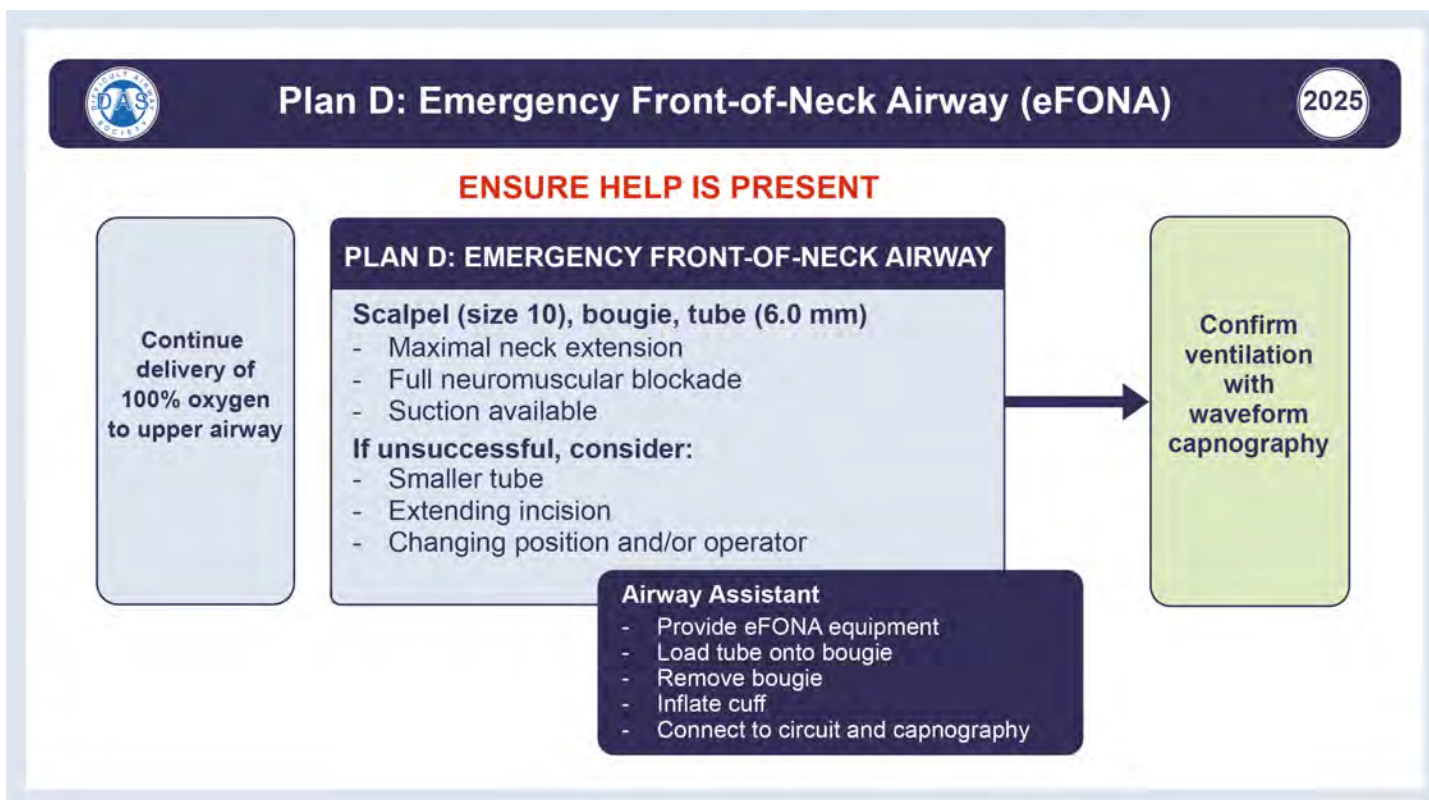 DIFFICULT AIRWAY
DAS
SOCIETY
Plan D: Emergency Front-of-Neck Airway (eFONA)
2025
ENSURE HELP IS PRESENT
Continue
delivery of
100% oxygen
to upper airway
PLAN D: EMERGENCY FRONT-OF-NECK AIRWAY
Scalpel (size 10), bougie, tube (6.0 mm)
- Maximal neck extension
- Full neuromuscular blockade
- Suction available
If unsuccessful, consider:
- Smaller tube
- Extending incision
- Changing position and/or operator
Airway Assistant
- Provide eFONA equipment
- Load tube onto bougie
- Remove bougie
- Inflate cuff
- Connect to circuit and capnography
Confirm
ventilation
with
waveform
capnography